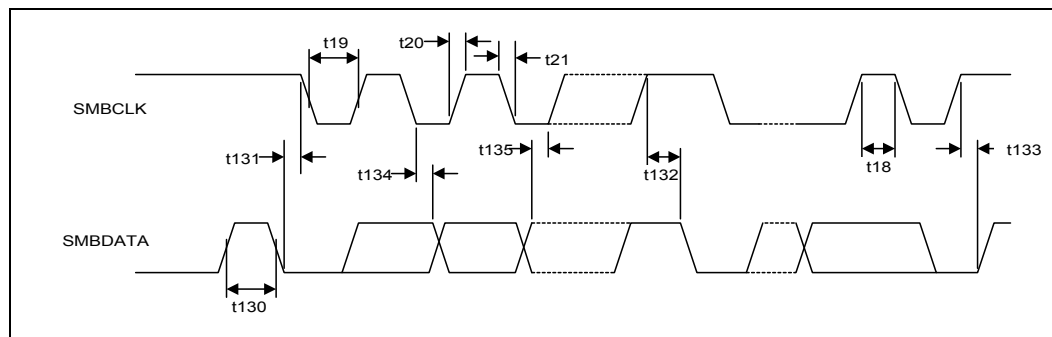 t19
t20
t21
SMBCLK
t131
t134
t135
t132
t18
t133
SMBDATA
t130